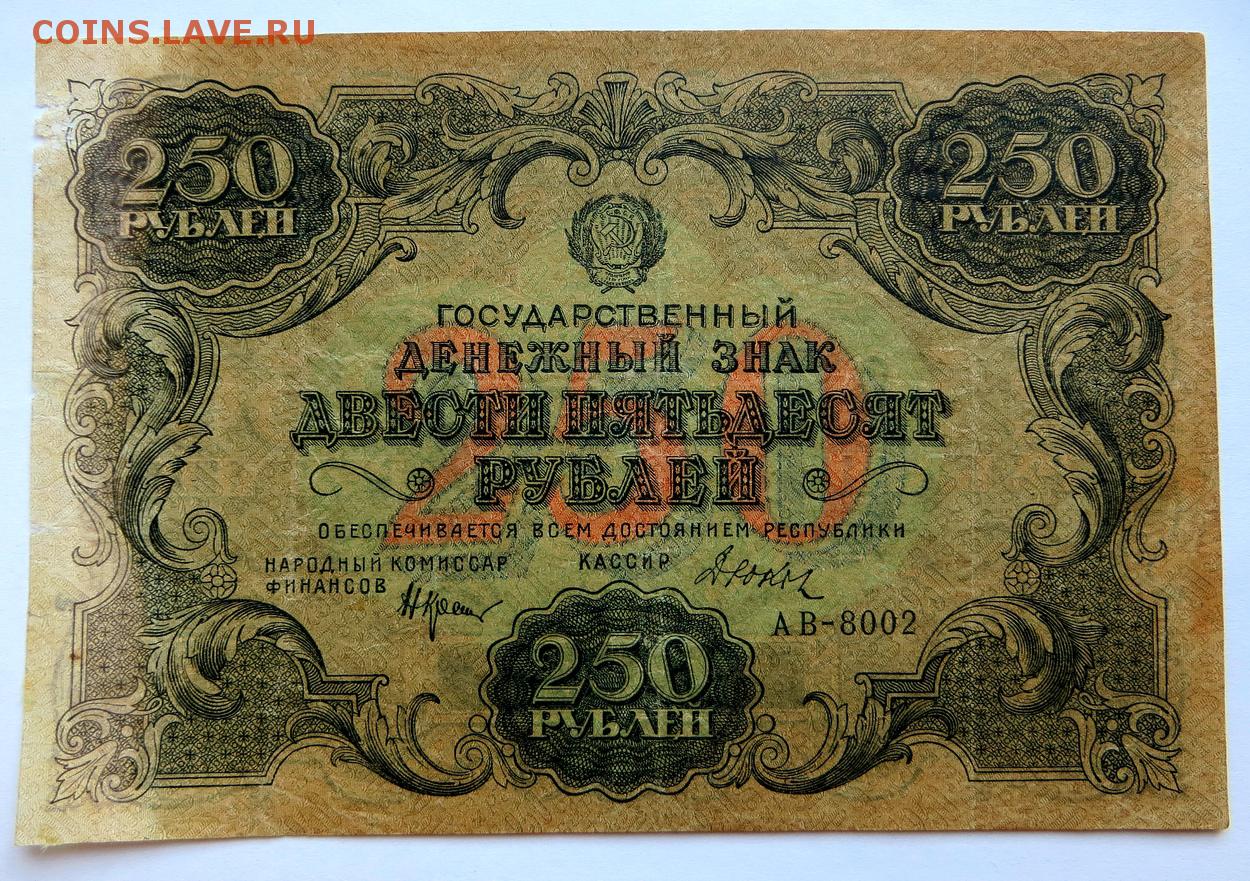 COINS.LAVE.RU
250 250
РУБЛЕЙ РУБЛЕЙ
ГОСУДАРСТВЕННЫЙ
ДЕНЕЖНЫЙ ЗНАК
250
ДВЕСТИ ПЯТЬДЕСЯТ
РУБЛЕЙ
ОБЕСПЕЧИВАЕТСЯ ВСЕМ ДОСТОЯНИЕМ РЕСПУБЛИКИ
НАРОДНЫЙ КОМИССАР КАССИР
ФИНАНСОВ
АВ-8002
250
РУБЛЕЙ